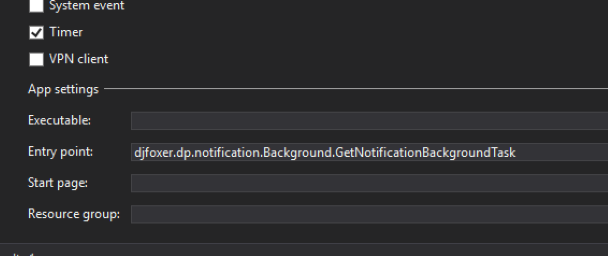 System event
Timer
VPN client
App settings
Executable:
Entry point: djfoxer.dp.notification.Background.GetNotificationBackgroundTask
Start page:
Resource group: